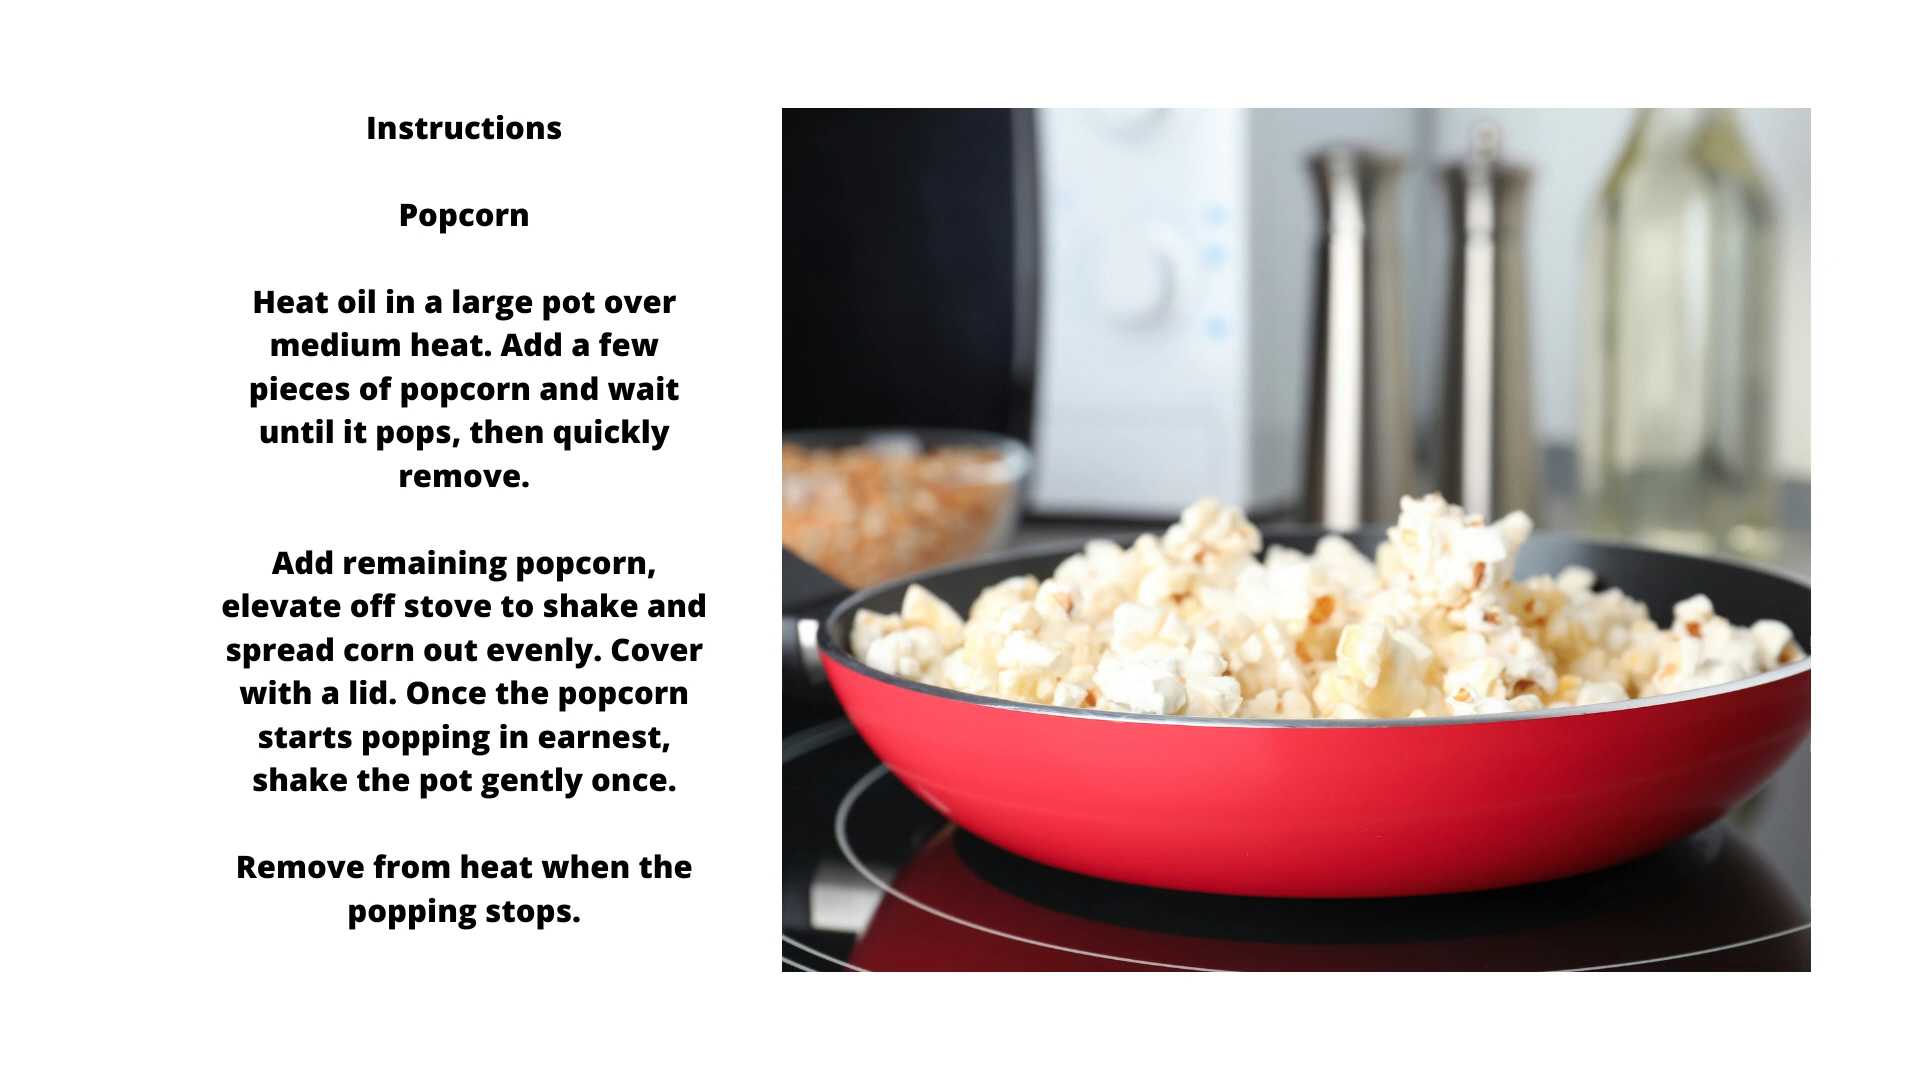 Instructions
Popcorn
Heat oil in a large pot over
medium heat. Add a few
pieces of popcorn and wait
until it pops, then quickly
remove.
Add remaining popcorn,
elevate off stove to shake and
spread corn out evenly. Cover
with a lid. Once the popcorn
starts popping in earnest,
shake the pot gently once.
Remove from heat when the
popping stops.